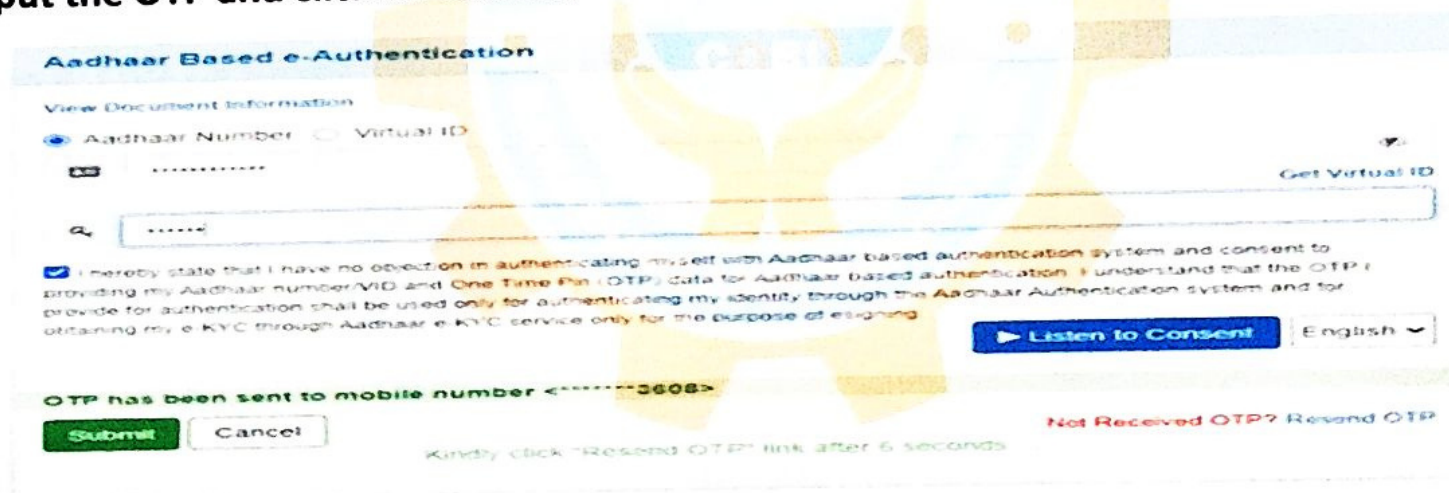 put the OTP and
Aadhaar Based e-Authentication
View Document Information
Aadhaar Number Virtual ID
............
Get Virtual ID
......
I hereby state that I have no objection in authenticating myself with Aadhaar based authentication system and consent to
providing my Aadhaar number/VID and One Time Pin (OTP) data for Aadhaar based authentication. I understand that the OTP I
provide for authentication shall be used only for authenticating my identity through the Aadhaar Authentication system and for
obtaining my e-KYC through Aadhaar e-KYC service only for the purpose of esigning
Listen to Consent English
OTP has been sent to mobile number <*******3608>
Submit Cancel
Not Received OTP? Resend OTP
Kindly click "Resend OTP" link after 6 seconds